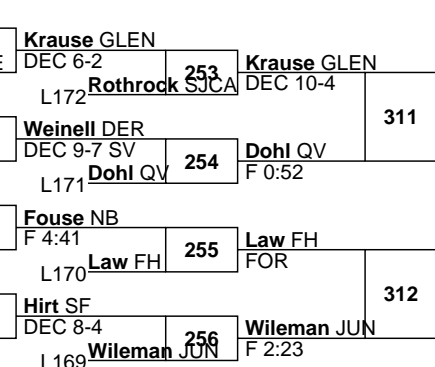 Krause GLEN
E DEC 6-2
253 Krause GLEN
L172 Rothrock SJCA DEC 10-4
311
Weinell DER
DEC 9-7 SV
254 Dohl QV
L171 Dohl QV F 0:52
Fouse NB
F 4:41
255 Law FH
L170 Law FH FOR
312
Hirt SF
DEC 8-4
256 Wileman JUN
L169 Wileman JUN F 2:23